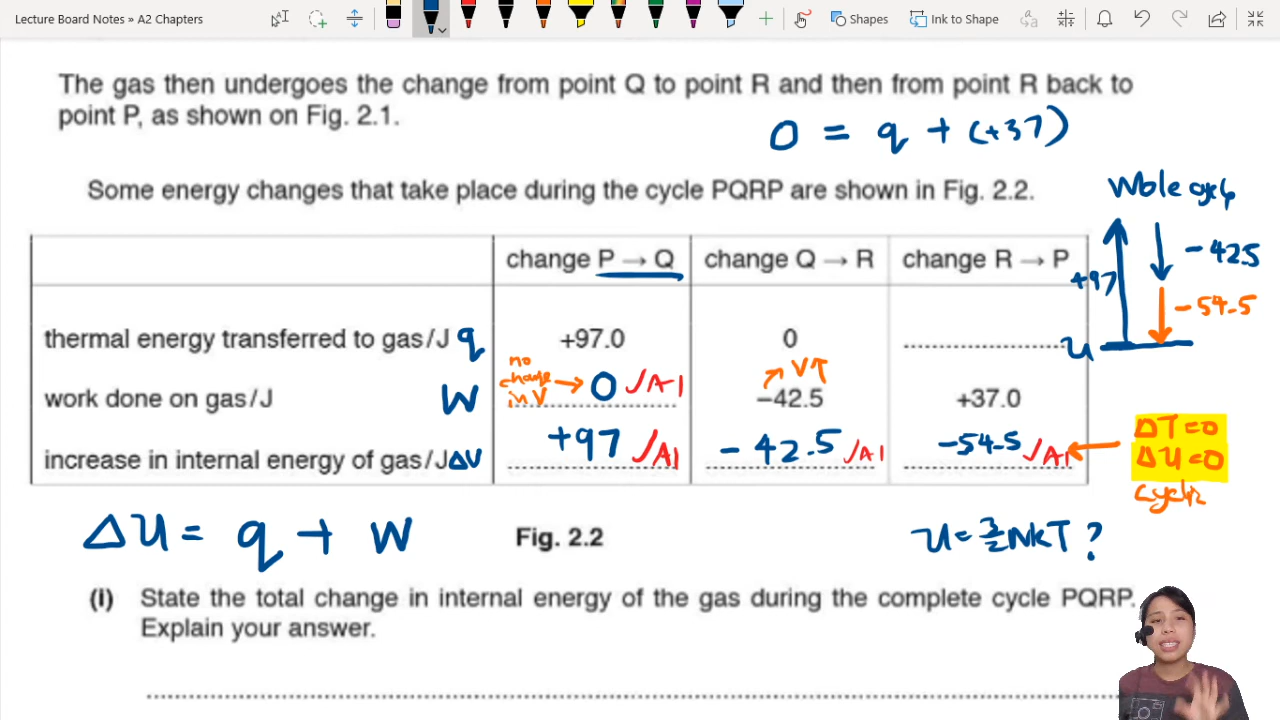 Lecture Board Notes » A2 Chapters
Shapes
Ink to Shape
The gas then undergoes the change from point Q to point R and then from point R back to
point P, as shown on Fig. 2.1.
0 = q + (+37)
Some energy changes that take place during the cycle PQRP are shown in Fig. 2.2.
Wole cycle
+97
-42.5
-54.5
U
change P → Q change Q → R change R → P
thermal energy transferred to gas/J q +97.0 0 ....................
no change in V → V↑
work done on gas/J W 0 /A1 −42.5 +37.0
increase in internal energy of gas/J ΔU +97 /A1 -42.5 /A1 -54.5 /A1
ΔT=0
ΔU=0
cyclic
ΔU = q + W
Fig. 2.2
U=3/2NkT ?
(i) State the total change in internal energy of the gas during the complete cycle PQRP.
Explain your answer.